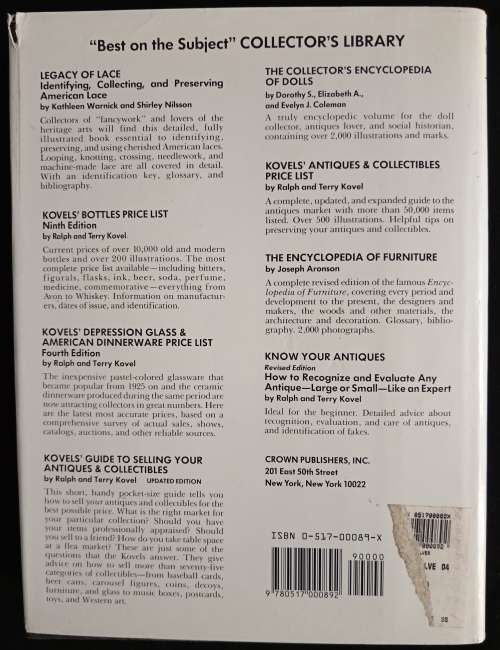 "Best on the Subject" COLLECTOR'S LIBRARY
LEGACY OF LACE
Identifying, Collecting, and Preserving
American Lace
by Kathleen Warnick and Shirley Nilsson
Collectors of "fancywork" and lovers of the
heritage arts will find this detailed, fully
illustrated book essential to identifying,
preserving, and using cherished American laces.
Looping, knotting, crossing, needlework, and
machine-made lace are all covered in detail.
With an identification key, glossary, and
bibliography.
KOVELS' BOTTLES PRICE LIST
Ninth Edition
by Ralph and Terry Kovel
Current prices of over 10,000 old and modern
bottles and over 200 illustrations. The most
complete price list available—including bitters,
figurals, flasks, ink, beer, soda, perfume,
medicine, commemorative—everything from
Avon to Whiskey. Information on manufactur-
ers, dates of issue, and identification.
KOVELS' DEPRESSION GLASS &
AMERICAN DINNERWARE PRICE LIST
Fourth Edition
by Ralph and Terry Kovel
The inexpensive pastel-colored glassware that
became popular from 1925 on and the ceramic
dinnerware produced during the same period are
now attracting collectors in great numbers. Here
are the latest most accurate prices, based on a
comprehensive survey of actual sales, shows,
catalogs, auctions, and other reliable sources.
KOVELS' GUIDE TO SELLING YOUR
ANTIQUES & COLLECTIBLES
by Ralph and Terry Kovel UPDATED EDITION
This short, handy pocket-size guide tells you
how to sell your antiques and collectibles for the
best possible price. What is the right market for
your particular collection? Should you have
your items professionally appraised? Should
you sell to a friend? How do you take table space
at a flea market? These are just some of the
questions that the Kovels answer. They give
advice on how to sell more than seventy-five
categories of collectibles—from baseball cards,
beer cans, carousel figures, coins, decoys,
furniture, and glass to music boxes, postcards,
toys, and Western art.
THE COLLECTOR'S ENCYCLOPEDIA
OF DOLLS
by Dorothy S., Elizabeth A.,
and Evelyn J. Coleman
A truly encyclopedic volume for the doll
collector, antiques lover, and social historian,
containing over 2,000 illustrations and marks.
KOVELS' ANTIQUES & COLLECTIBLES
PRICE LIST
by Ralph and Terry Kovel
A complete, updated, and expanded guide to the
antiques market with more than 50,000 items
listed. Over 500 illustrations. Helpful tips on
preserving your antiques and collectibles.
THE ENCYCLOPEDIA OF FURNITURE
by Joseph Aronson
A complete revised edition of the famous Encyc-
lopedia of Furniture, covering every period and
development to the present, the designers and
makers, the woods and other materials, the
architecture and decoration. Glossary, biblio-
graphy. 2,000 photographs.
KNOW YOUR ANTIQUES
Revised Edition
How to Recognize and Evaluate Any
Antique—Large or Small—Like an Expert
by Ralph and Terry Kovel
Ideal for the beginner. Detailed advice about
recognition, evaluation, and care of antiques,
and identification of fakes.
CROWN PUBLISHERS, INC.
201 East 50th Street
New York, New York 10022
ISBN 0-517-00089-X
90000
9 780517 000892
LVE 04